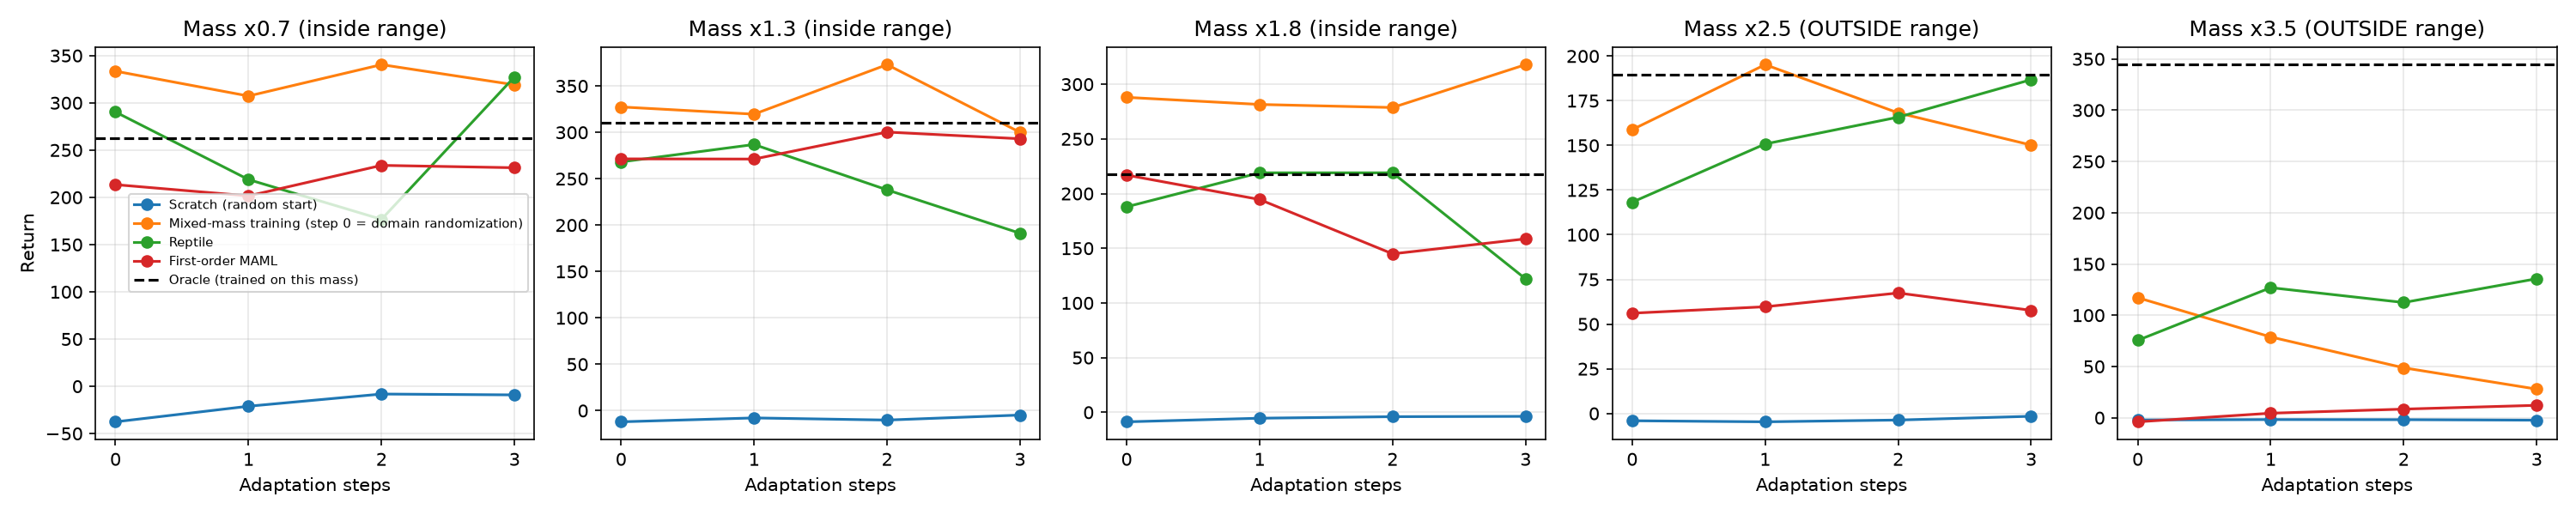 Mass x0.7 (inside range)
Return
350
300
250
200
150
100
50
0
−50
Scratch (random start)
Mixed-mass training (step 0 = domain randomization)
Reptile
First-order MAML
Oracle (trained on this mass)
0 1 2 3
Adaptation steps
Mass x1.3 (inside range)
350
300
250
200
150
100
50
0
0 1 2 3
Adaptation steps
Mass x1.8 (inside range)
300
250
200
150
100
50
0
0 1 2 3
Adaptation steps
Mass x2.5 (OUTSIDE range)
200
175
150
125
100
75
50
25
0
0 1 2 3
Adaptation steps
Mass x3.5 (OUTSIDE range)
350
300
250
200
150
100
50
0
0 1 2 3
Adaptation steps